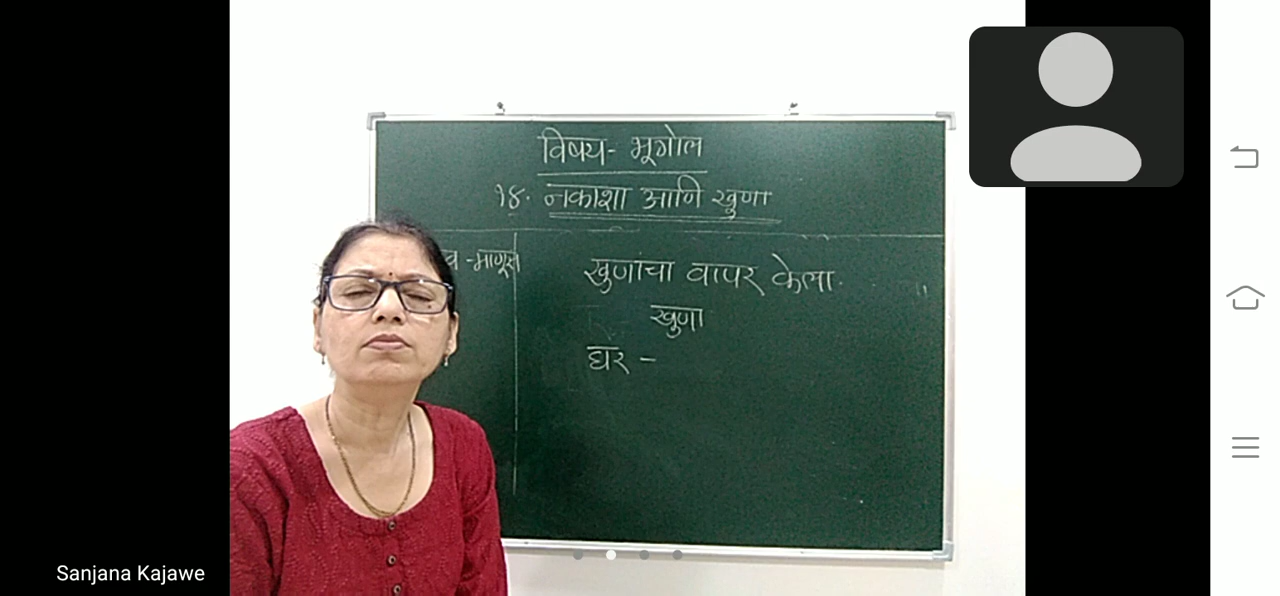 विषय- भूगोल
१४. नकाशा आणि खुणा
खुणांचा वापर केला.
खुणा
घर -
Sanjana Kajawe